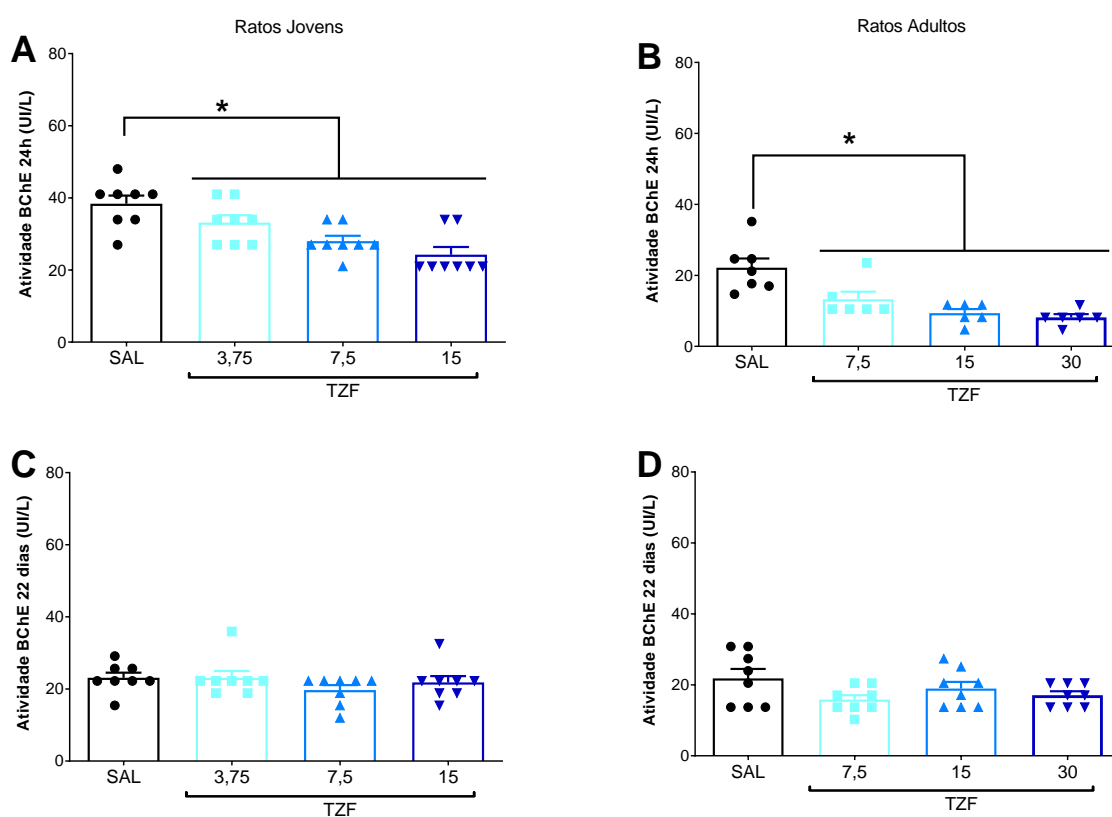 Ratos Jovens
A
Atividade BChE 24h (UI/L)
80
60
40
20
0
*
SAL
3,75
7,5
15
TZF
Ratos Adultos
B
Atividade BChE 24h (UI/L)
80
60
40
20
0
*
SAL
7,5
15
30
TZF
C
Atividade BChE 22 dias (UI/L)
80
60
40
20
0
SAL
3,75
7,5
15
TZF
D
Atividade BChE 22 dias (UI/L)
80
60
40
20
0
SAL
7,5
15
30
TZF